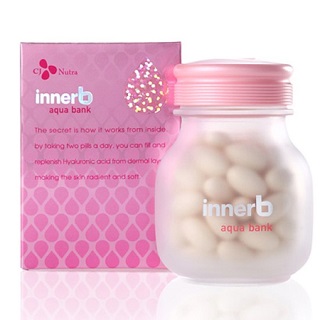 CJ Nutra
innerb
aqua bank
The secret is how it works from inside
by taking two pills a day, you can fill and
replenish Hyaluronic acid from dermal layer
making the skin radiant and soft.
innerb
aqua bank